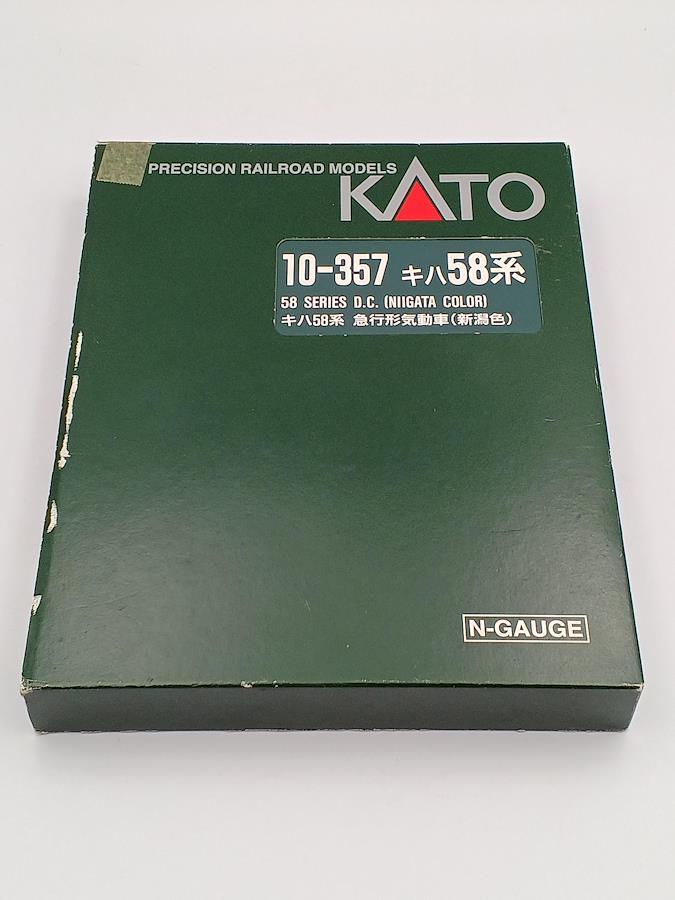 PRECISION RAILROAD MODELS
KATO
10-357 キハ58系
58 SERIES D.C. (NIIGATA COLOR)
キハ58系 急行形気動車(新潟色)
N-GAUGE